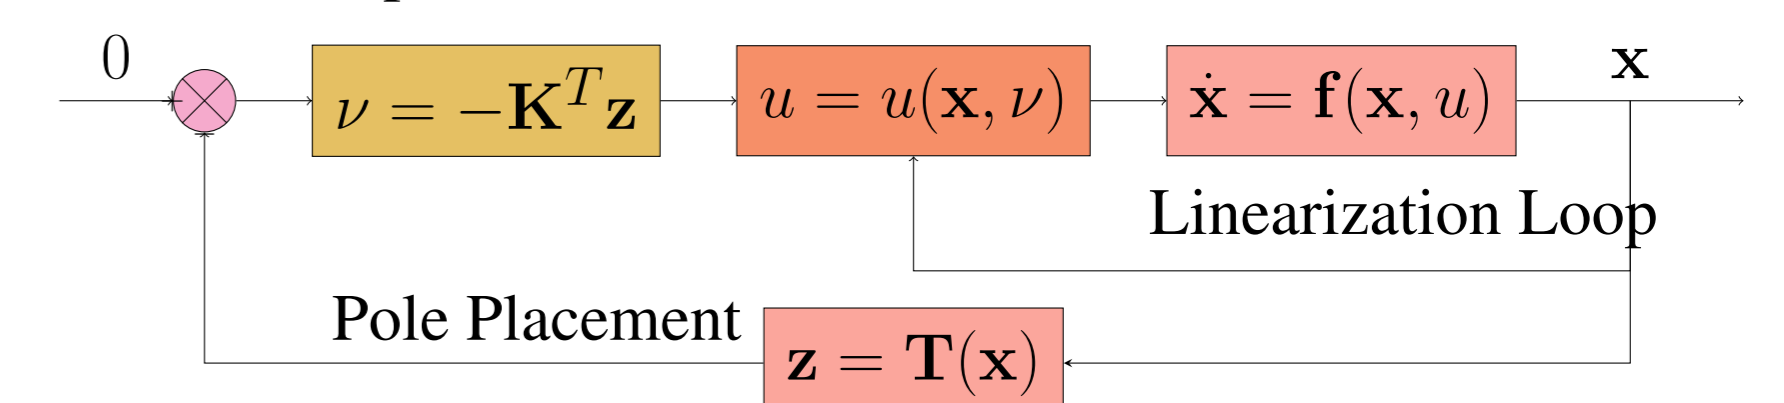 0
ν = −K^T z
u = u(x, ν)
ẋ = f(x, u)
x
Linearization Loop
Pole Placement
z = T(x)